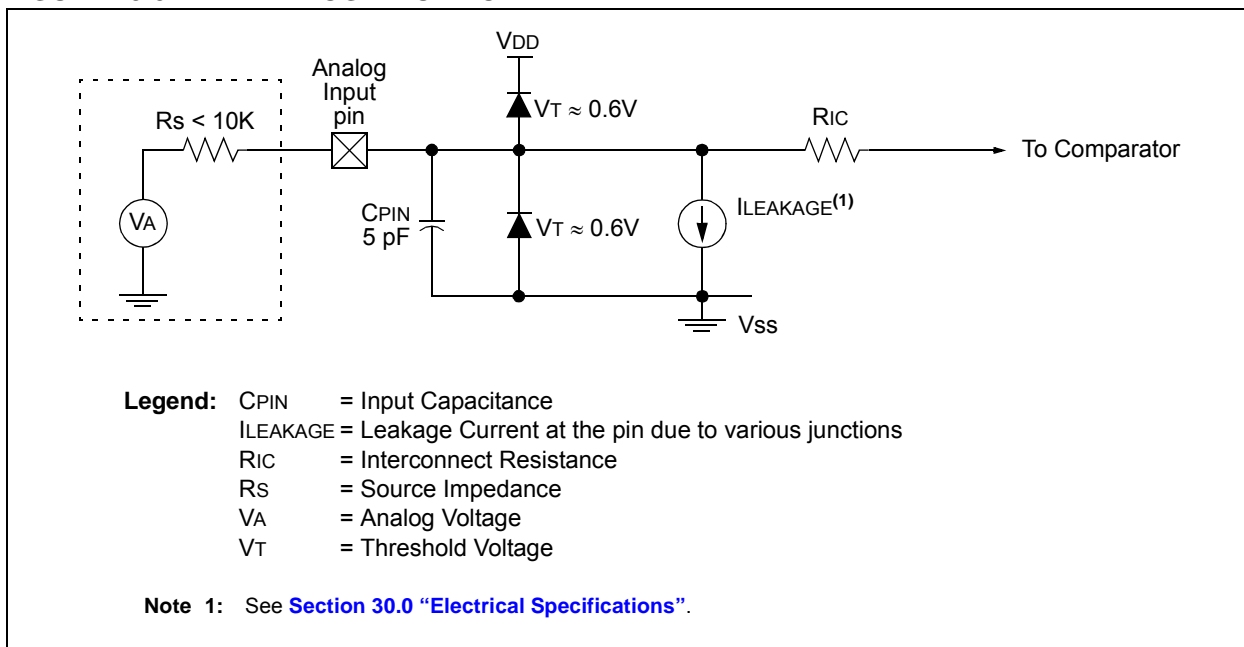 VDD
Analog
Input
pin
VT ≈ 0.6V
Rs < 10K
RIC
To Comparator
VA
CPIN
5 pF
VT ≈ 0.6V
ILEAKAGE(1)
Vss
Legend: CPIN = Input Capacitance
ILEAKAGE = Leakage Current at the pin due to various junctions
RIC = Interconnect Resistance
RS = Source Impedance
VA = Analog Voltage
VT = Threshold Voltage
Note 1: See Section 30.0 “Electrical Specifications”.